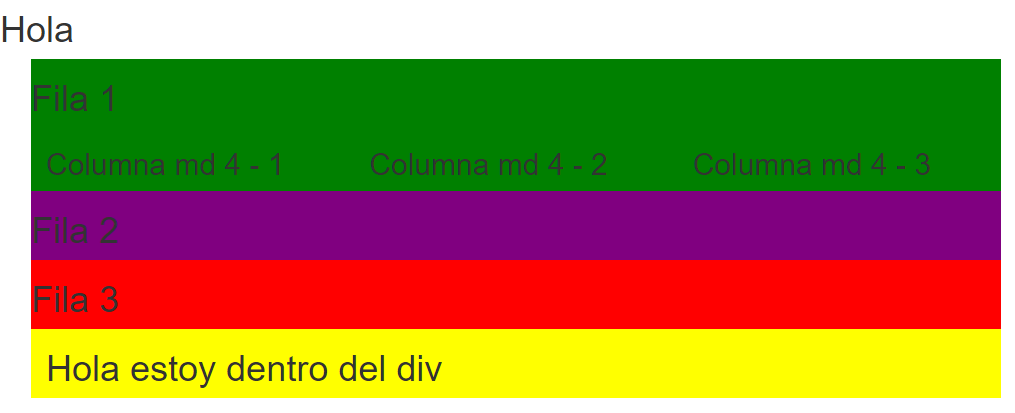 Hola
Fila 1
Columna md 4 - 1 Columna md 4 - 2 Columna md 4 - 3
Fila 2
Fila 3
Hola estoy dentro del div